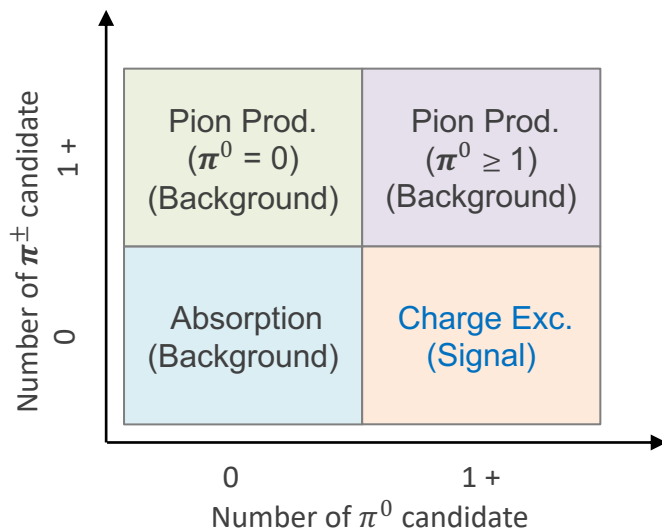 Number of π± candidate
1 +
0
Pion Prod.
(π⁰ = 0)
(Background)
Pion Prod.
(π⁰ ≥ 1)
(Background)
Absorption
(Background)
Charge Exc.
(Signal)
0
1 +
Number of π⁰ candidate